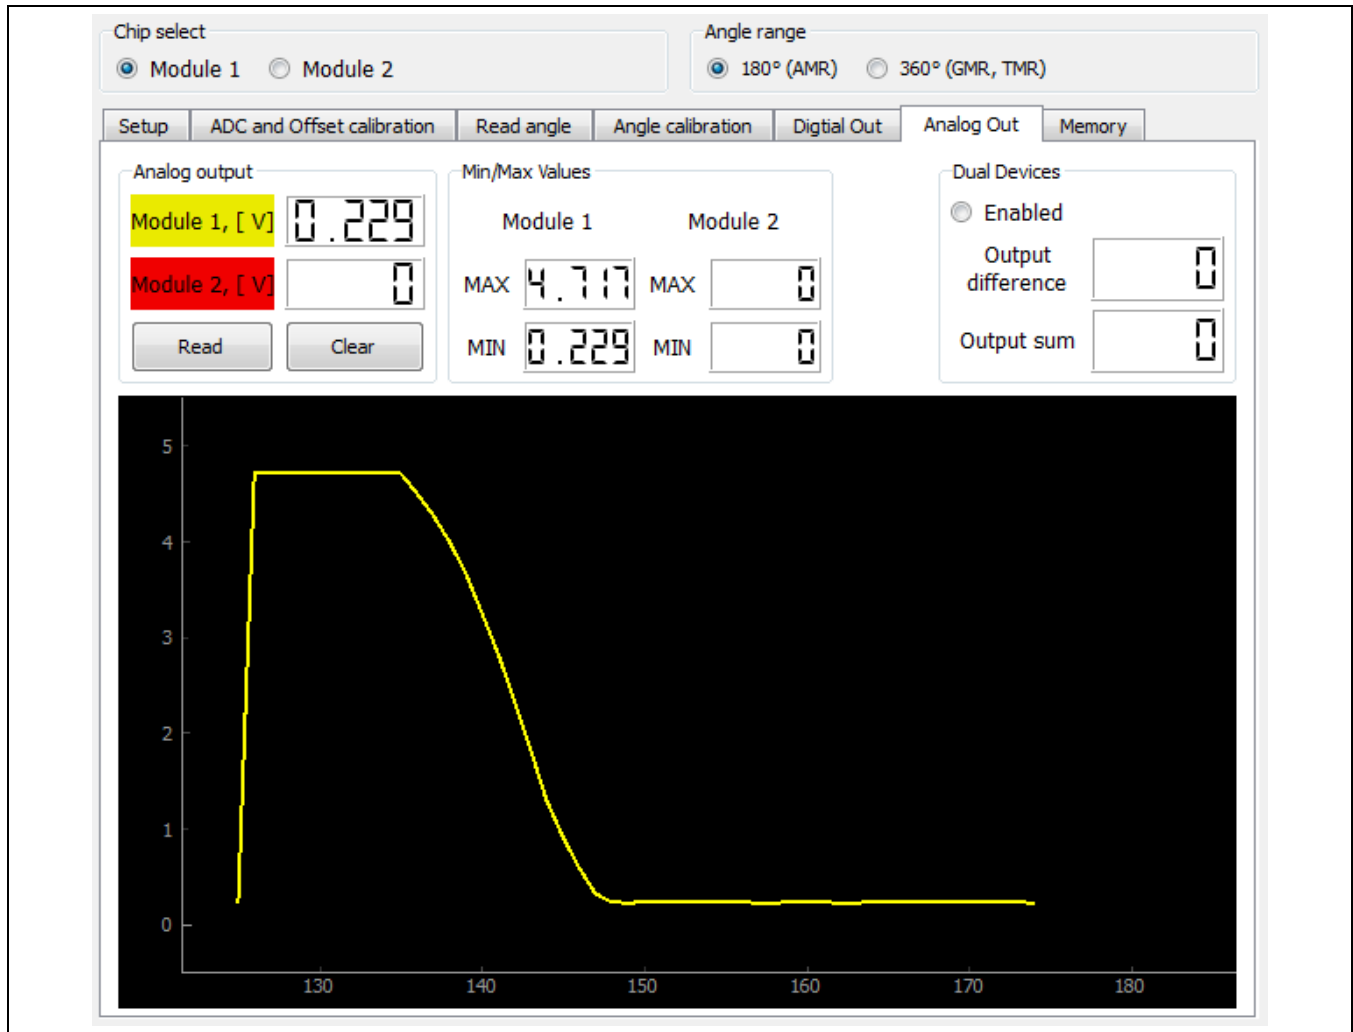 Chip select
Angle range
Module 1 Module 2
180° (AMR) 360° (GMR, TMR)
Setup ADC and Offset calibration Read angle Angle calibration Digtial Out Analog Out Memory
Analog output
Module 1, [ V] 0.229
Module 2, [ V] 0
Read Clear
Min/Max Values
Module 1 Module 2
MAX 4.717 MAX 0
MIN 0.229 MIN 0
Dual Devices
Enabled
Output
difference 0
Output sum 0
5
4
3
2
1
0
130 140 150 160 170 180